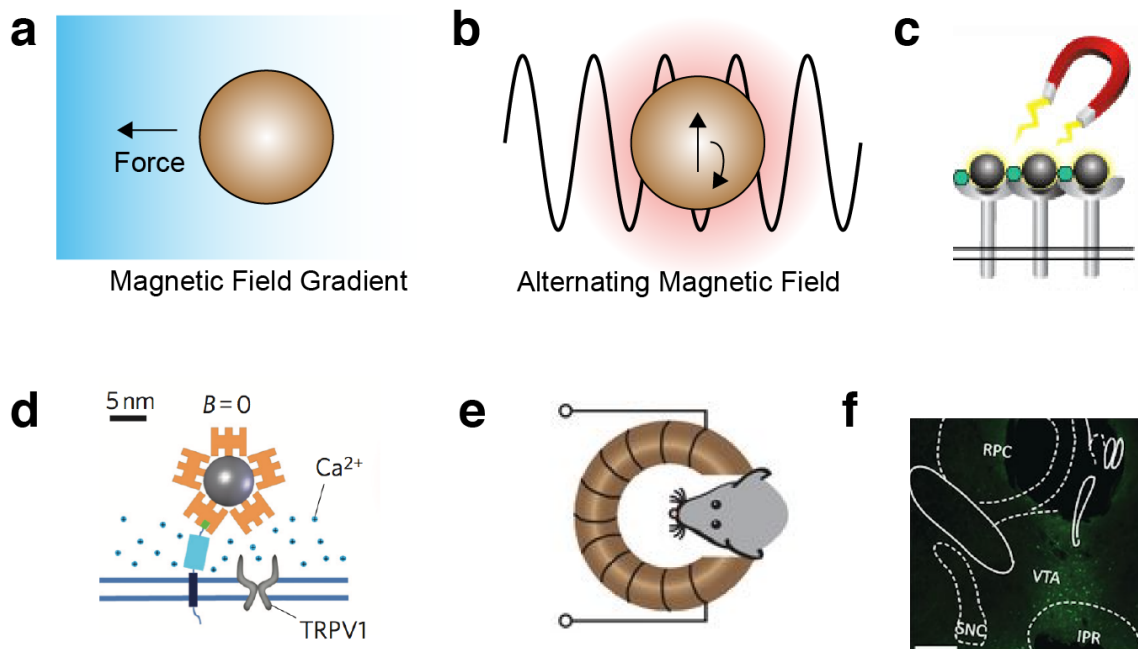 a
Force
Magnetic Field Gradient
b
Alternating Magnetic Field
c
d
5 nm
B=0
Ca²⁺
TRPV1
e
f
RPC
VTA
SNC
IPR